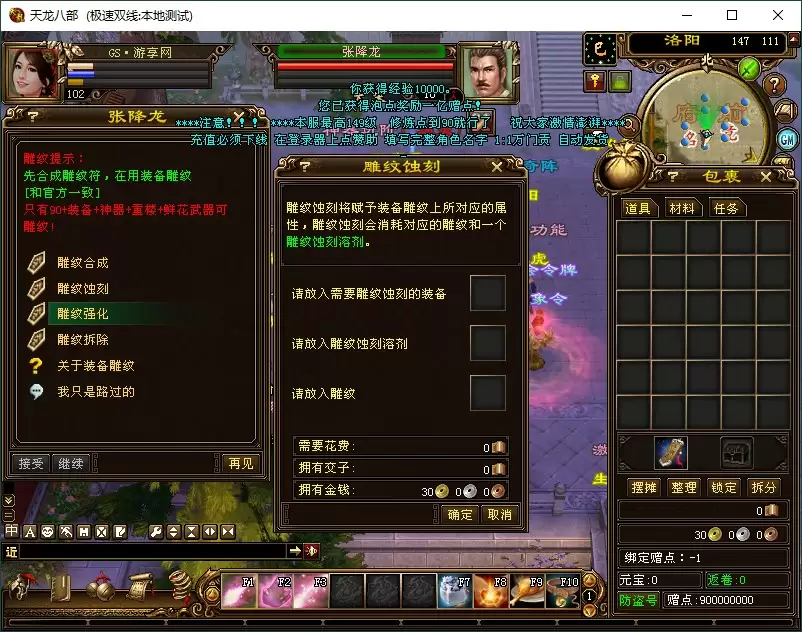 天龙八部 (极速双线:本地测试)
GS·游享网
102
张降龙
洛阳 147 111
北
GM
你获得经验10000。
您已获得泡点奖励一亿赠点!
****注意!!! ****本服最高149级 修炼点到90就行了 祝大家激情澎湃****
充值必须下线 在登录器上点赞助 填写完整角色名字 1:1万门贡 自动发货
张降龙
雕纹提示:
先合成雕纹符,在用装备雕纹
[和官方一致]
只有90+装备+神器+重楼+鲜花武器可
雕纹!
雕纹合成
雕纹蚀刻
雕纹强化
雕纹拆除
关于装备雕纹
我只是路过的
接受 继续 再见
雕纹蚀刻
雕纹蚀刻将赋予装备雕纹上所对应的属
性,雕纹蚀刻会消耗对应的雕纹和一个
雕纹蚀刻溶剂。
请放入需要雕纹蚀刻的装备
请放入雕纹蚀刻溶剂
请放入雕纹
需要花费: 0
拥有交子: 0
拥有金钱: 30 0 0
确定 取消
功能
令令牌
象令
包裹
道具 材料 任务
摆摊 整理 锁定 拆分
0
30 0 0
绑定赠点:-1
元宝:0 返卷:0
防盗号 赠点:900000000
中 A
近
F1 F2 F3 F7 F8 F9 F10
1